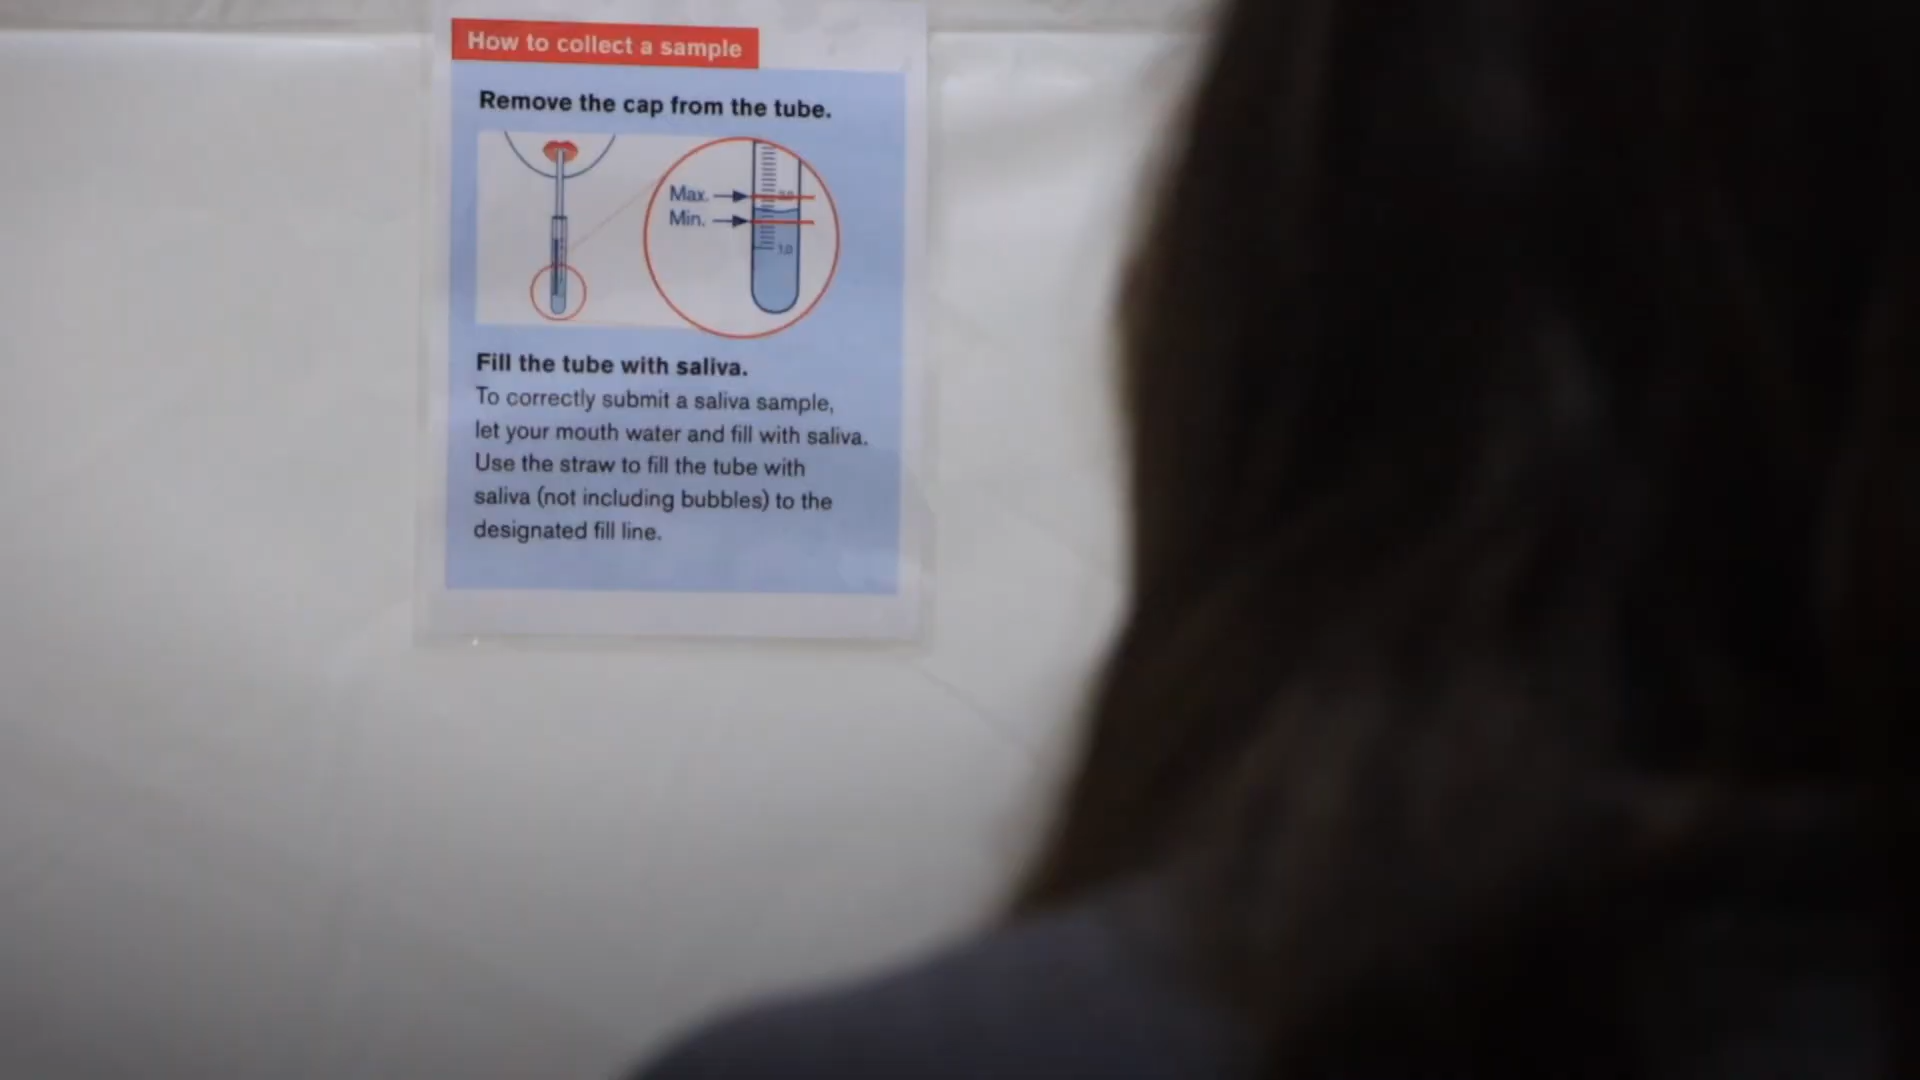 How to collect a sample
Remove the cap from the tube.
Max.
Min.
1.0
Fill the tube with saliva.
To correctly submit a saliva sample,
let your mouth water and fill with saliva.
Use the straw to fill the tube with
saliva (not including bubbles) to the
designated fill line.